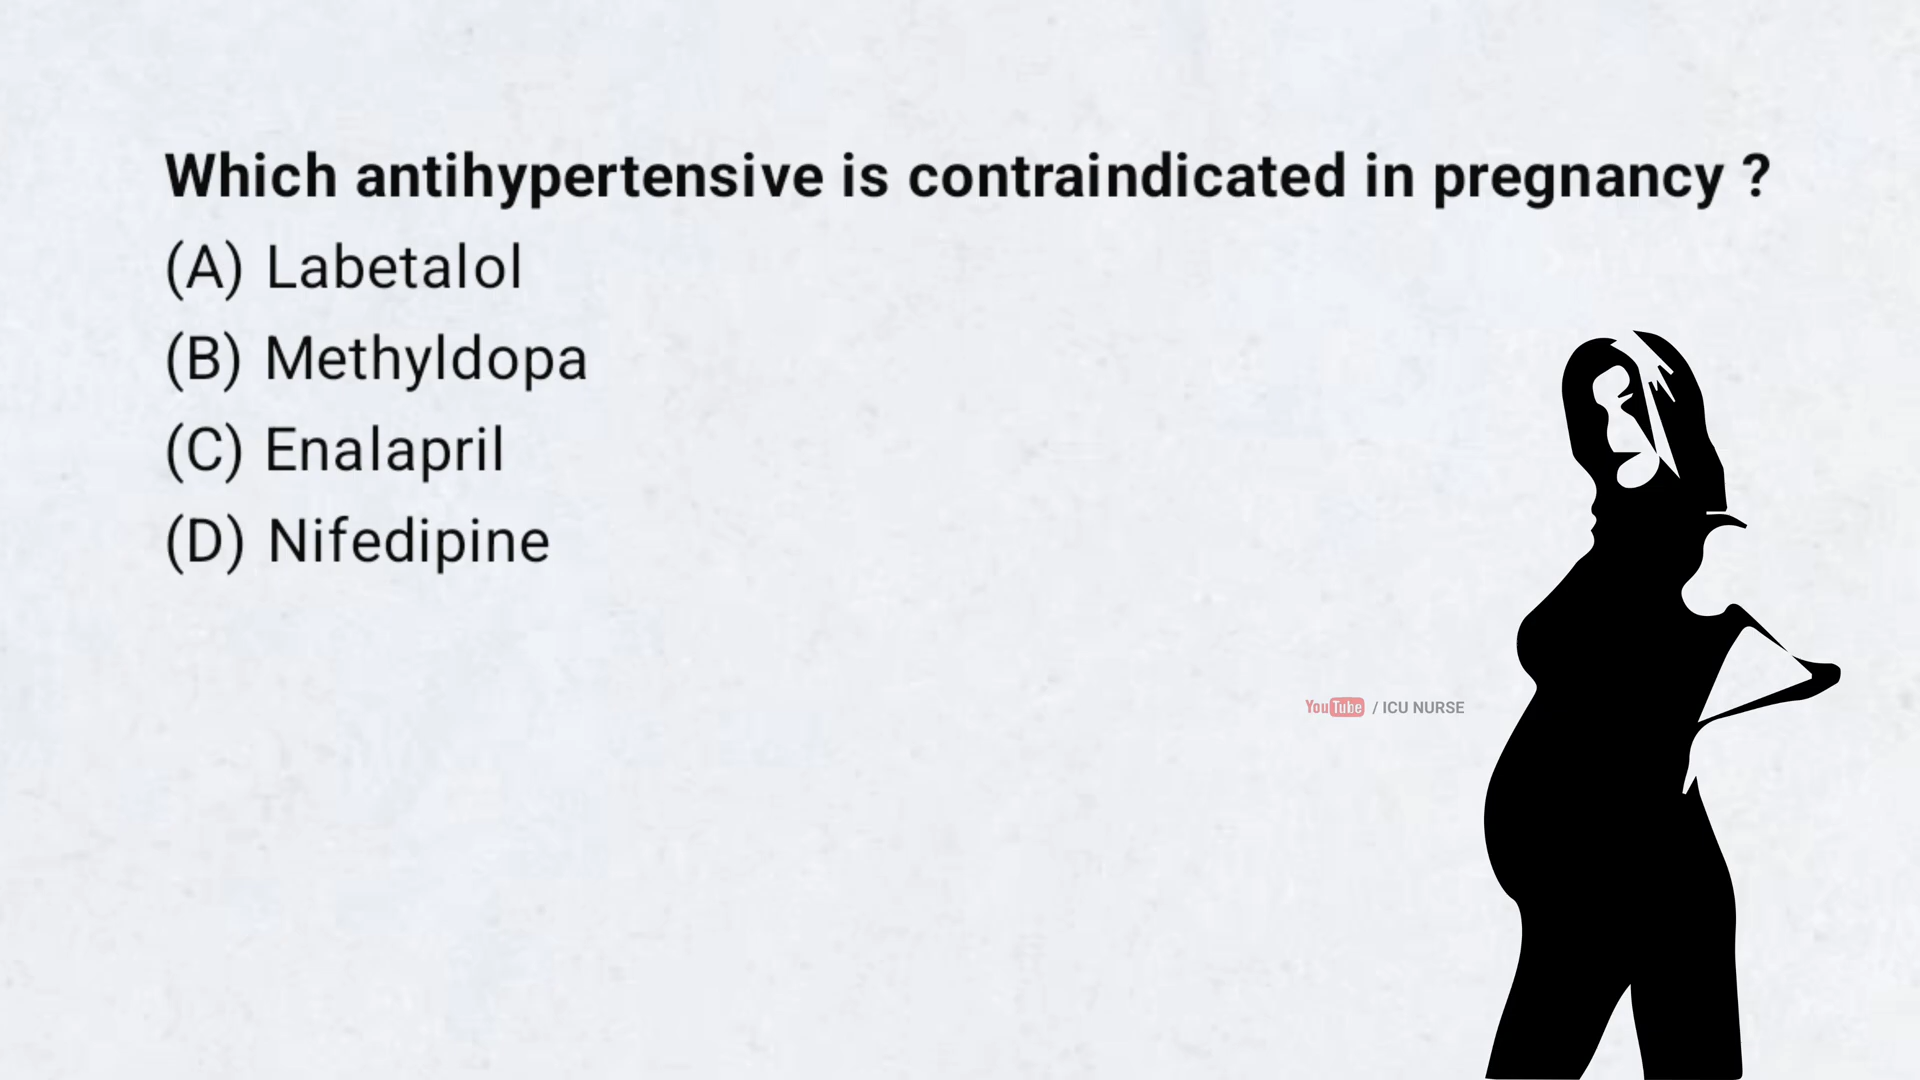 Which antihypertensive is contraindicated in pregnancy ?
(A) Labetalol
(B) Methyldopa
(C) Enalapril
(D) Nifedipine
YouTube / ICU NURSE